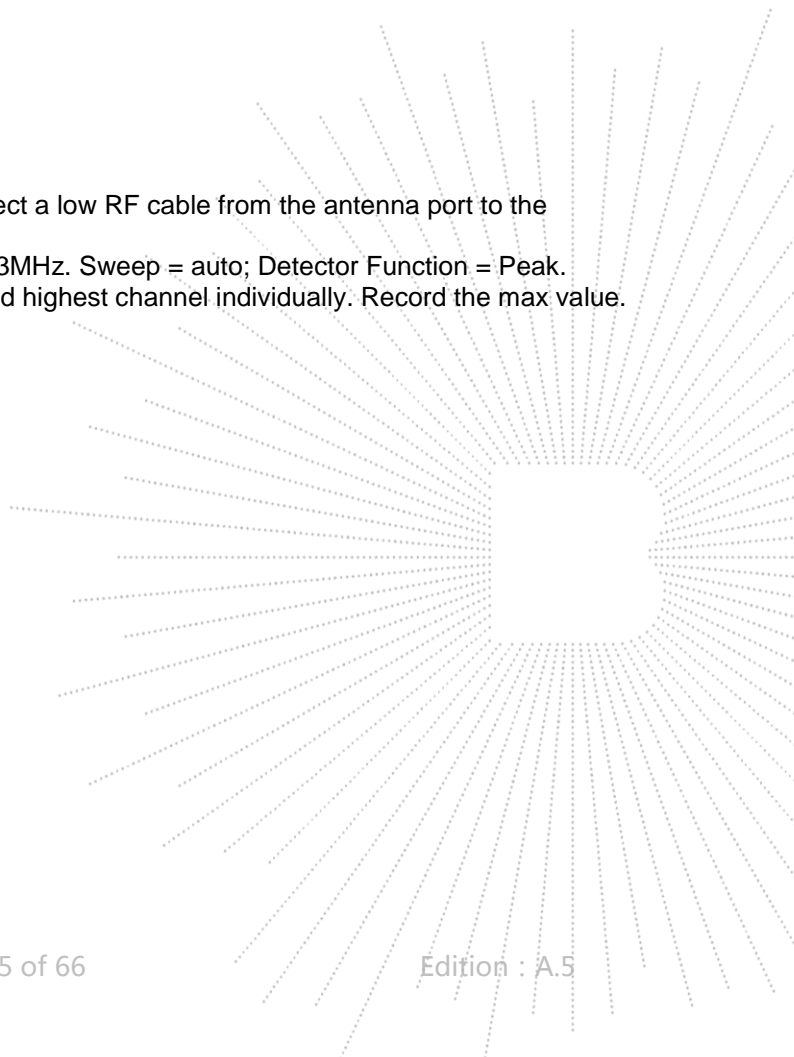 ect a low RF cable from the antenna port to the
3MHz. Sweep = auto; Detector Function = Peak.
d highest channel individually. Record the max value.
5 of 66 Edition : A.5